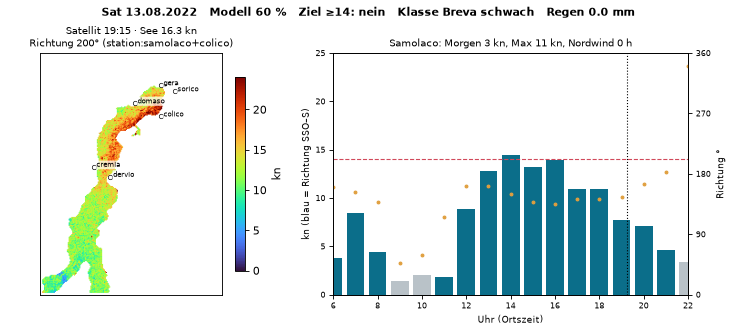 Sat 13.08.2022   Modell 60 %   Ziel ≥14: nein   Klasse Breva schwach   Regen 0.0 mm
Satellit 19:15 · See 16.3 kn
Richtung 200° (station:samolaco+colico)
gera
sorico
domaso
colico
cremia
dervio
20
15
10
5
0
kn
Samolaco: Morgen 3 kn, Max 11 kn, Nordwind 0 h
25
20
15
10
5
0
kn (blau = Richtung SSO–S)
360
270
180
90
0
Richtung °
6 8 10 12 14 16 18 20 22
Uhr (Ortszeit)